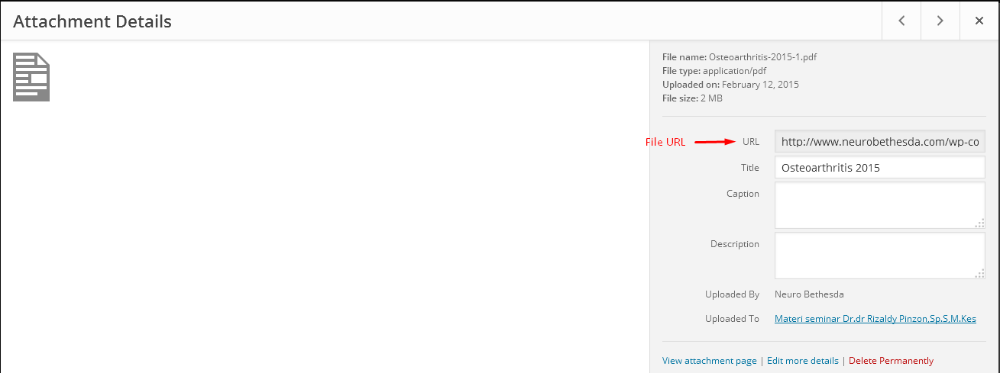 Attachment Details
File name: Osteoarthritis-2015-1.pdf
File type: application/pdf
Uploaded on: February 12, 2015
File size: 2 MB
File URL URL http://www.neurobethesda.com/wp-co
Title Osteoarthritis 2015
Caption
Description
Uploaded By Neuro Bethesda
Uploaded To Materi seminar Dr.dr Rizaldy Pinzon,Sp.S,M.Kes
View attachment page | Edit more details | Delete Permanently